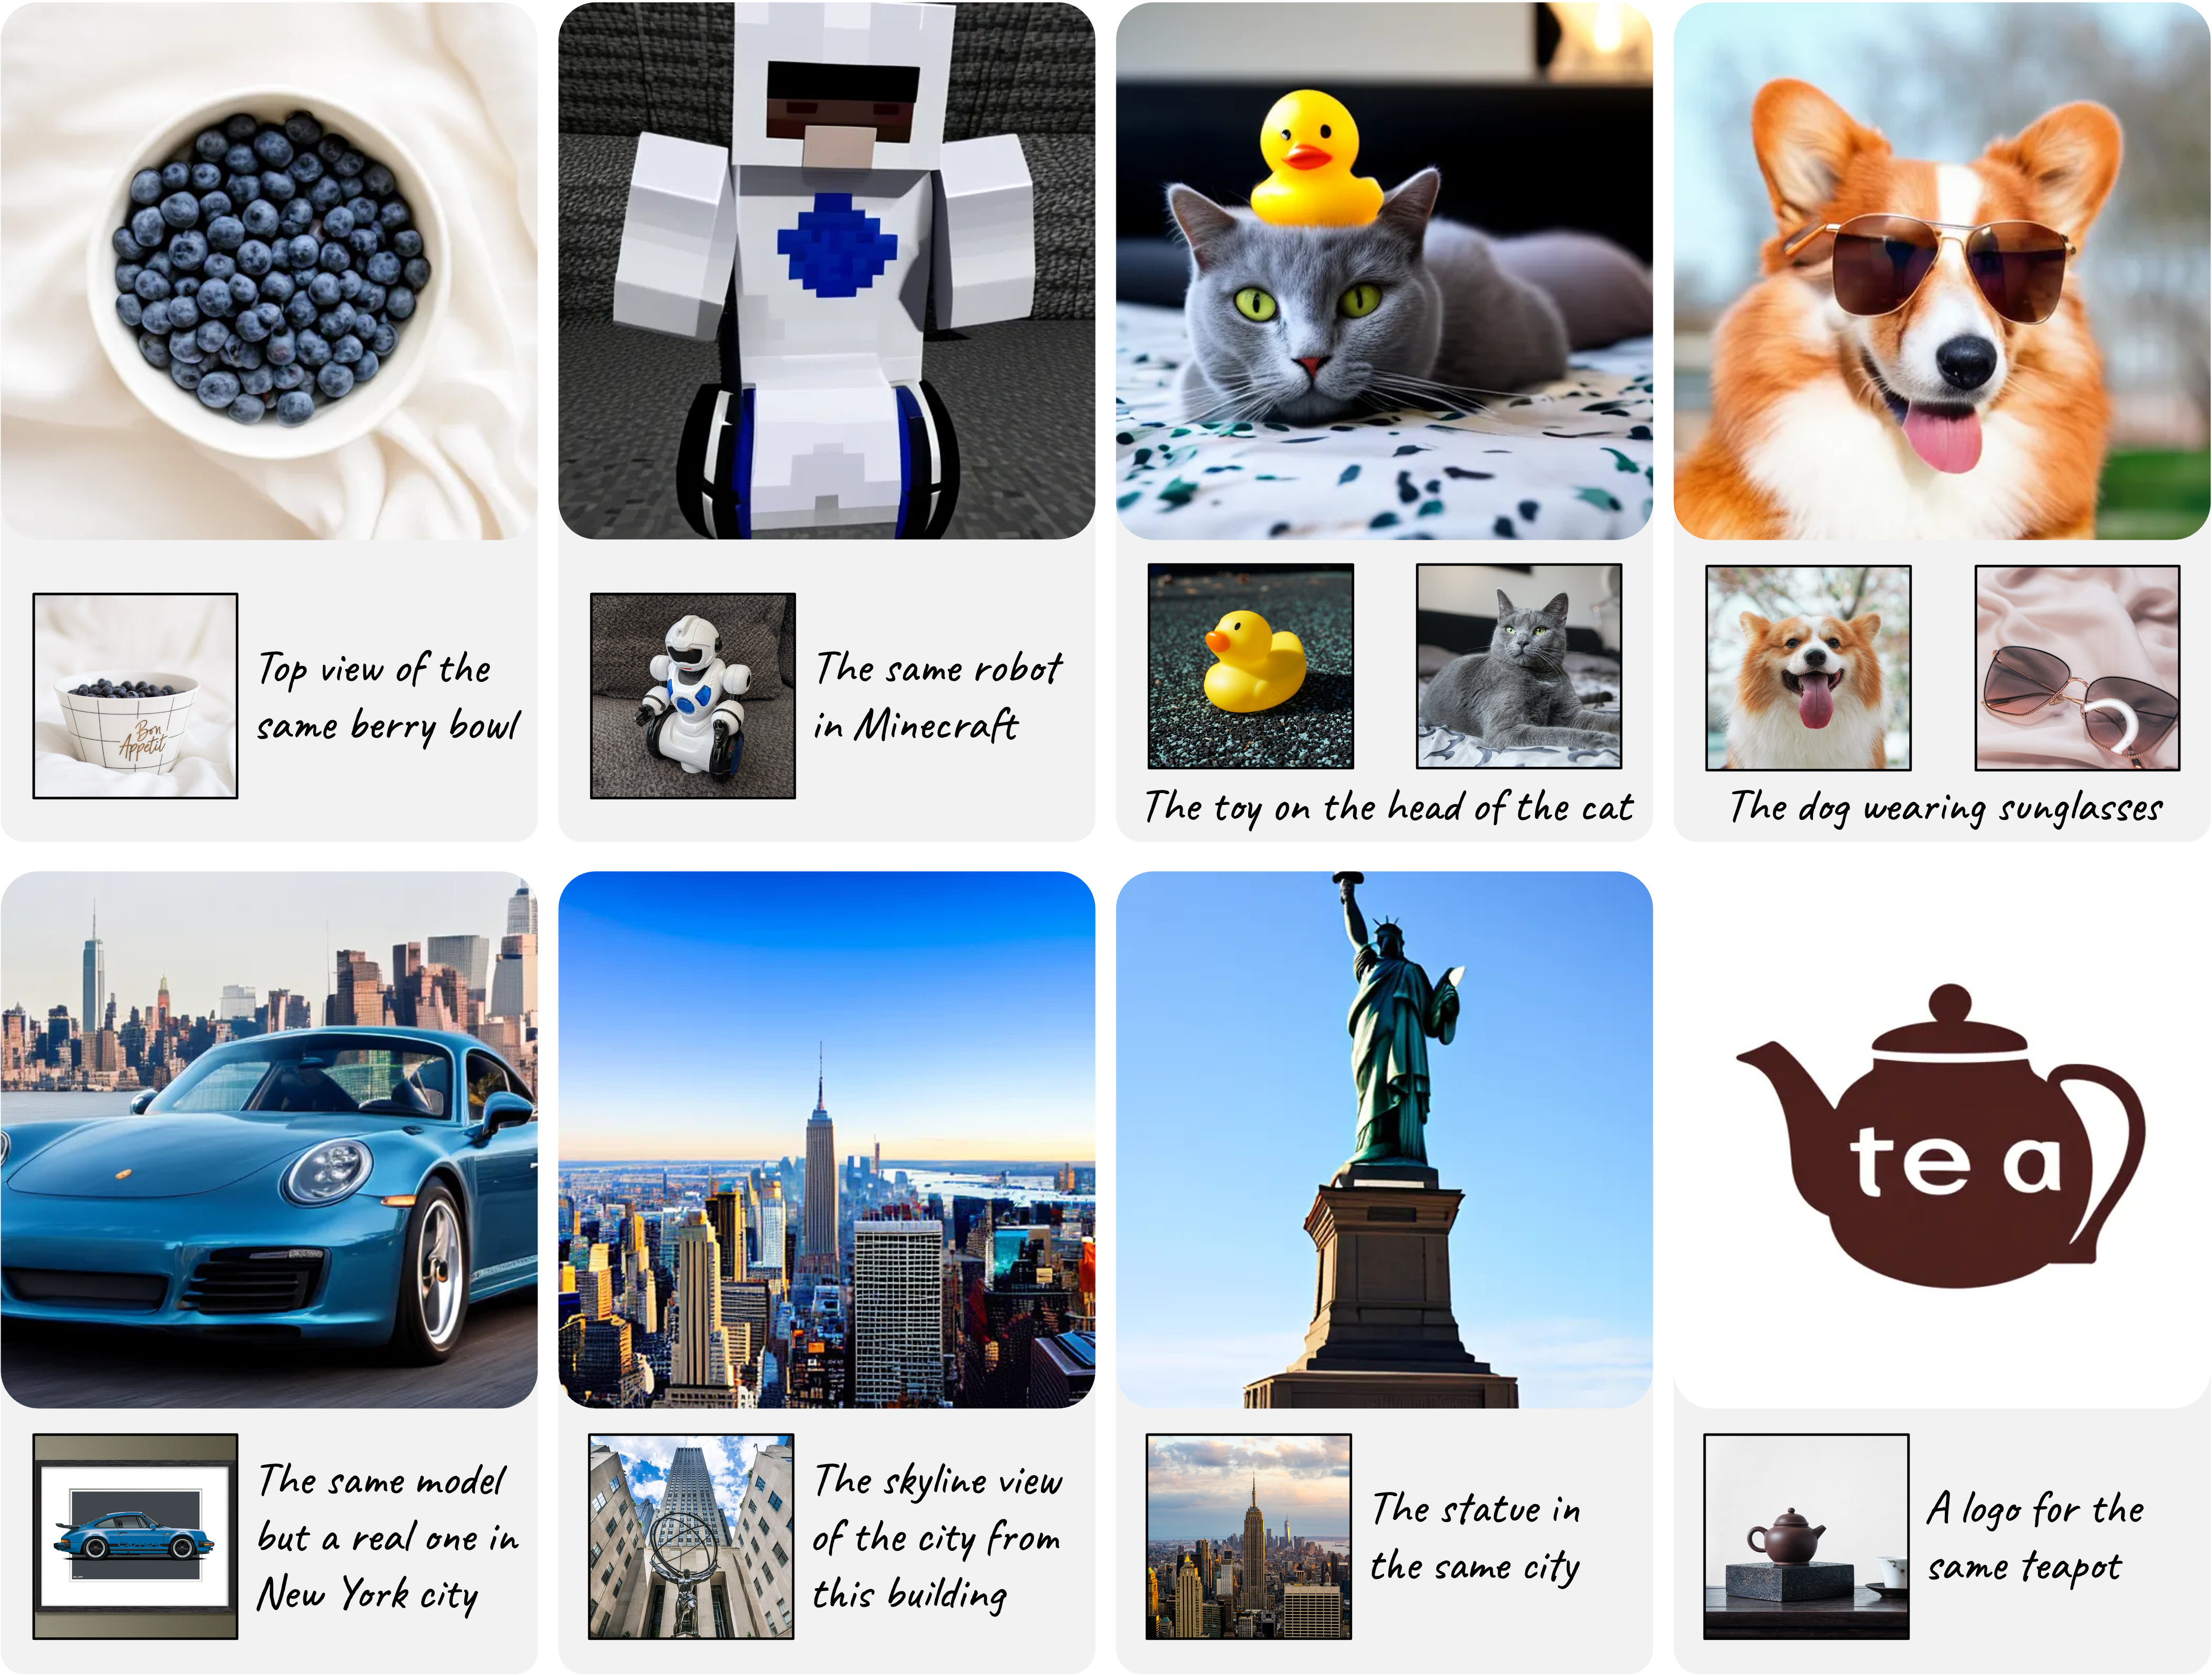 Bon
Appetit
Top view of the
same berry bowl
The same robot
in Minecraft
The toy on the head of the cat
The dog wearing sunglasses
The same model
but a real one in
New York city
The skyline view
of the city from
this building
The statue in
the same city
tea
A logo for the
same teapot